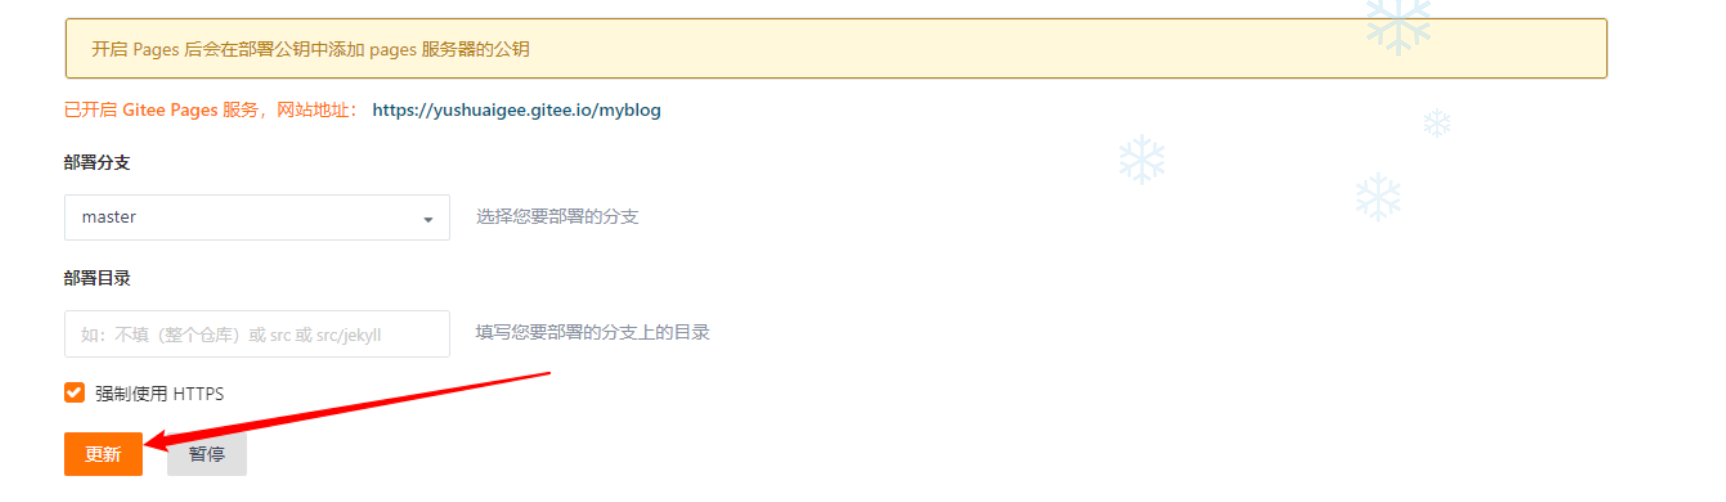 开启 Pages 后会在部署公钥中添加 pages 服务器的公钥
已开启 Gitee Pages 服务，网站地址： https://yushuaigee.gitee.io/myblog
部署分支
master 选择您要部署的分支
部署目录
如：不填（整个仓库）或 src 或 src/jekyll 填写您要部署的分支上的目录
强制使用 HTTPS
更新 暂停